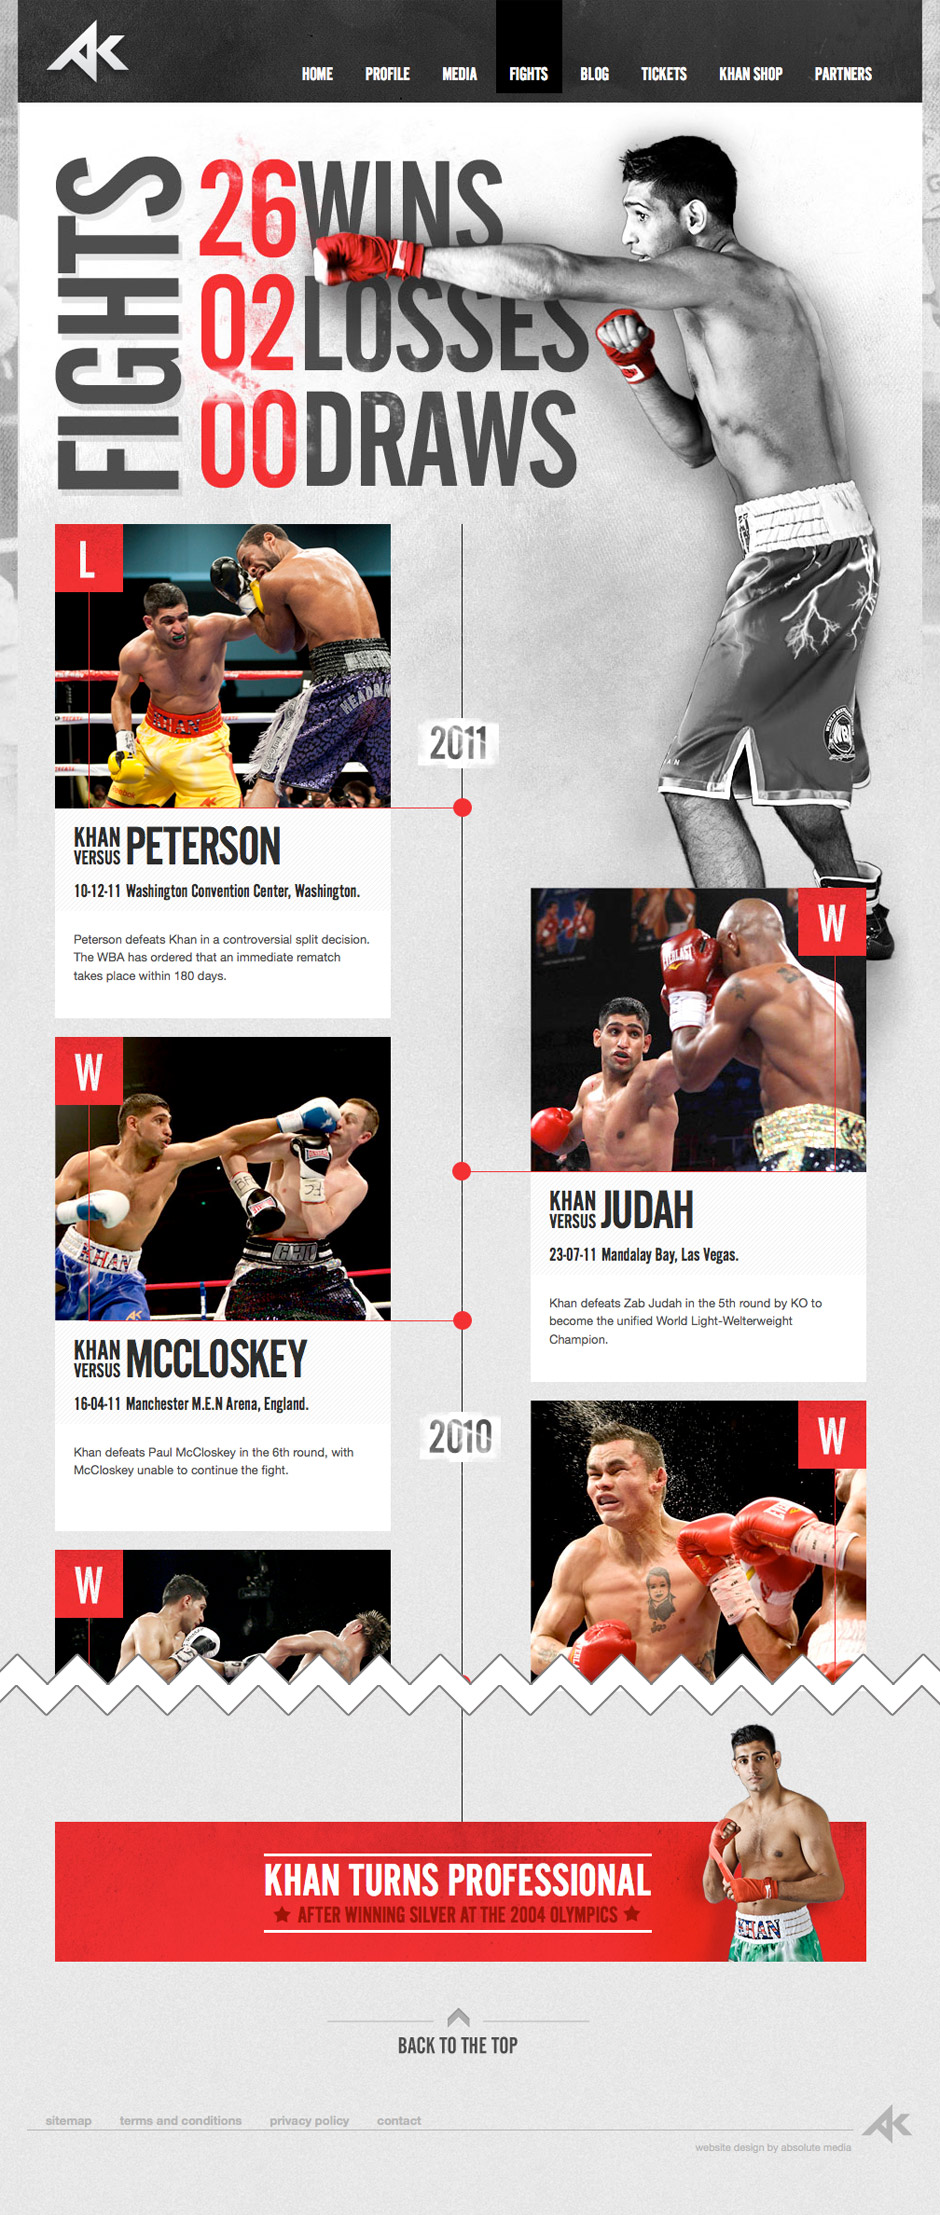 AK
HOME PROFILE MEDIA FIGHTS BLOG TICKETS KHAN SHOP PARTNERS
FIGHTS
26 WINS
02 LOSSES
00 DRAWS
L
KHAN
2011
KHAN VERSUS PETERSON
10-12-11 Washington Convention Center, Washington.
Peterson defeats Khan in a controversial split decision.
The WBA has ordered that an immediate rematch
takes place within 180 days.
W
EVERLAST
KHAN VERSUS JUDAH
23-07-11 Mandalay Bay, Las Vegas.
Khan defeats Zab Judah in the 5th round by KO to
become the unified World Light-Welterweight
Champion.
W
KHAN
KHAN VERSUS MCCLOSKEY
16-04-11 Manchester M.E.N Arena, England.
Khan defeats Paul McCloskey in the 6th round, with
McCloskey unable to continue the fight.
2010
W
W
KHAN TURNS PROFESSIONAL
AFTER WINNING SILVER AT THE 2004 OLYMPICS
KHAN
BACK TO THE TOP
sitemap terms and conditions privacy policy contact
AK
website design by absolute media